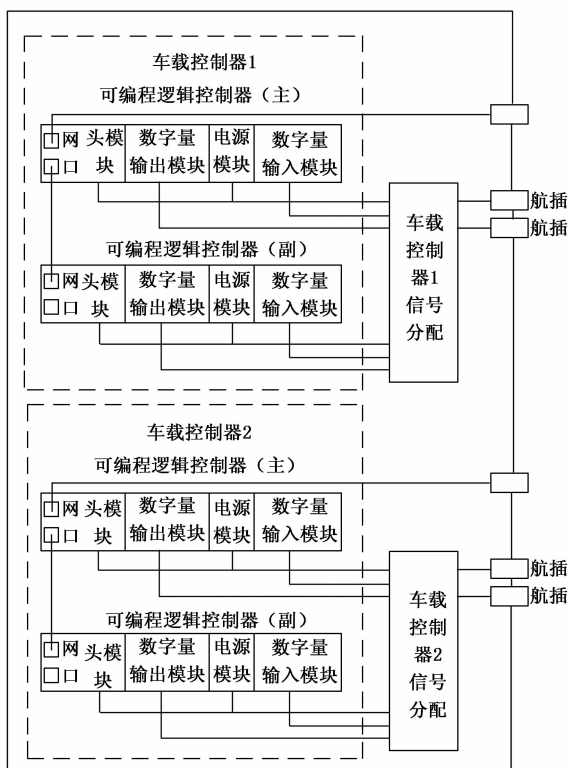 车载控制器1
可编程逻辑控制器（主）
网 头模 数字量 电源 数字量
口 块 输出模块 模块 输入模块
航插
航插
车载
控制
器1
信号
分配
可编程逻辑控制器（副）
网 头模 数字量 电源 数字量
口 块 输出模块 模块 输入模块
车载控制器2
可编程逻辑控制器（主）
网 头模 数字量 电源 数字量
口 块 输出模块 模块 输入模块
航插
航插
车载
控制
器2
信号
分配
可编程逻辑控制器（副）
网 头模 数字量 电源 数字量
口 块 输出模块 模块 输入模块